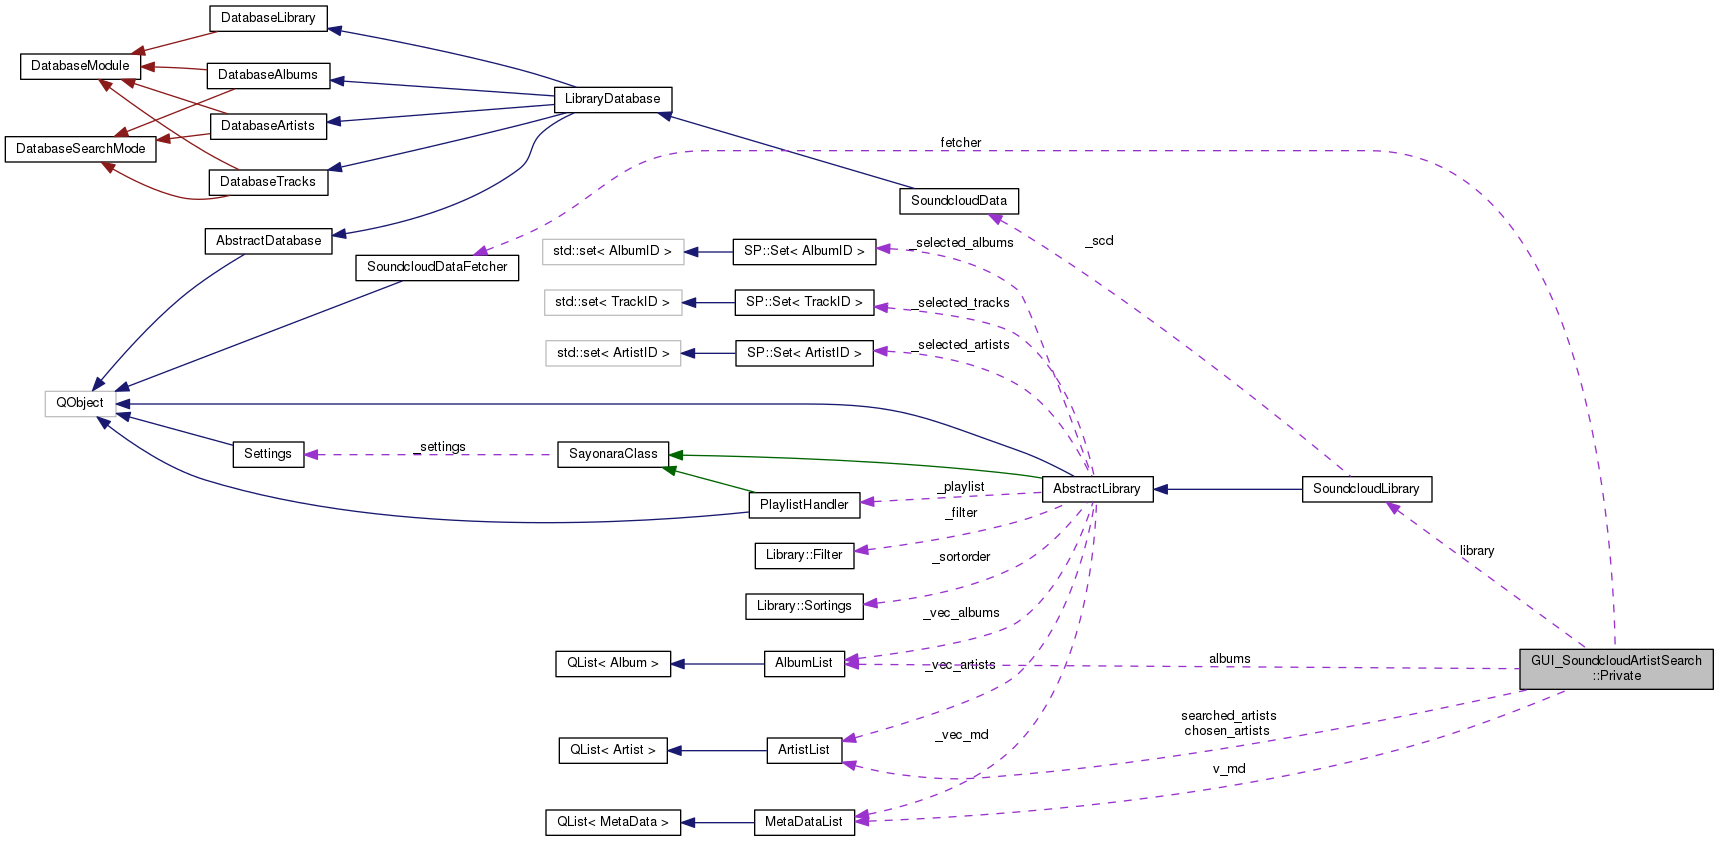 DatabaseLibrary
DatabaseModule
DatabaseAlbums
LibraryDatabase
DatabaseArtists
DatabaseSearchMode
fetcher
DatabaseTracks
SoundcloudData
AbstractDatabase
_selected_albums
_scd
std::set< AlbumID >
SP::Set< AlbumID >
SoundcloudDataFetcher
std::set< TrackID >
SP::Set< TrackID >
_selected_tracks
_selected_artists
std::set< ArtistID >
SP::Set< ArtistID >
QObject
_settings
Settings
SayonaraClass
_playlist
AbstractLibrary
SoundcloudLibrary
PlaylistHandler
_filter
Library::Filter
_sortorder
library
Library::Sortings
_vec_albums
QList< Album >
AlbumList
_vec_artists
albums
GUI_SoundcloudArtistSearch
::Private
searched_artists
chosen_artists
_vec_md
QList< Artist >
ArtistList
v_md
QList< MetaData >
MetaDataList